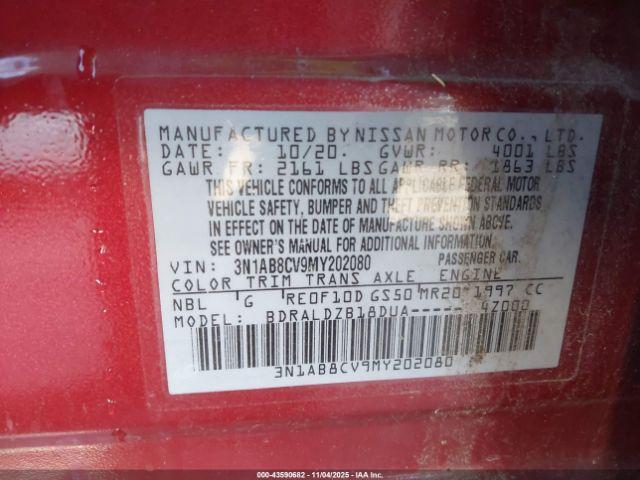 MANUFACTURED BY NISSAN MOTOR CO., LTD.
DATE: 10/20. GVWR: 4001 LBS
GAWR FR: 2161 LBS GAWR RR: 1863 LBS
THIS VEHICLE CONFORMS TO ALL APPLICABLE FEDERAL MOTOR
VEHICLE SAFETY, BUMPER AND THEFT PREVENTION STANDARDS
IN EFFECT ON THE DATE OF MANUFACTURE SHOWN ABOVE.
SEE OWNER'S MANUAL FOR ADDITIONAL INFORMATION.
VIN: 3N1AB8CV9MY202080 PASSENGER CAR.
COLOR TRIM TRANS AXLE ENGINE
NBL G RE0F10D GS50 MR20 1997 CC
MODEL: BDRALDZB18DUA----- 4Z000
3N1AB8CV9MY202080
000-43590682 - 11/04/2025 - IAA Inc.